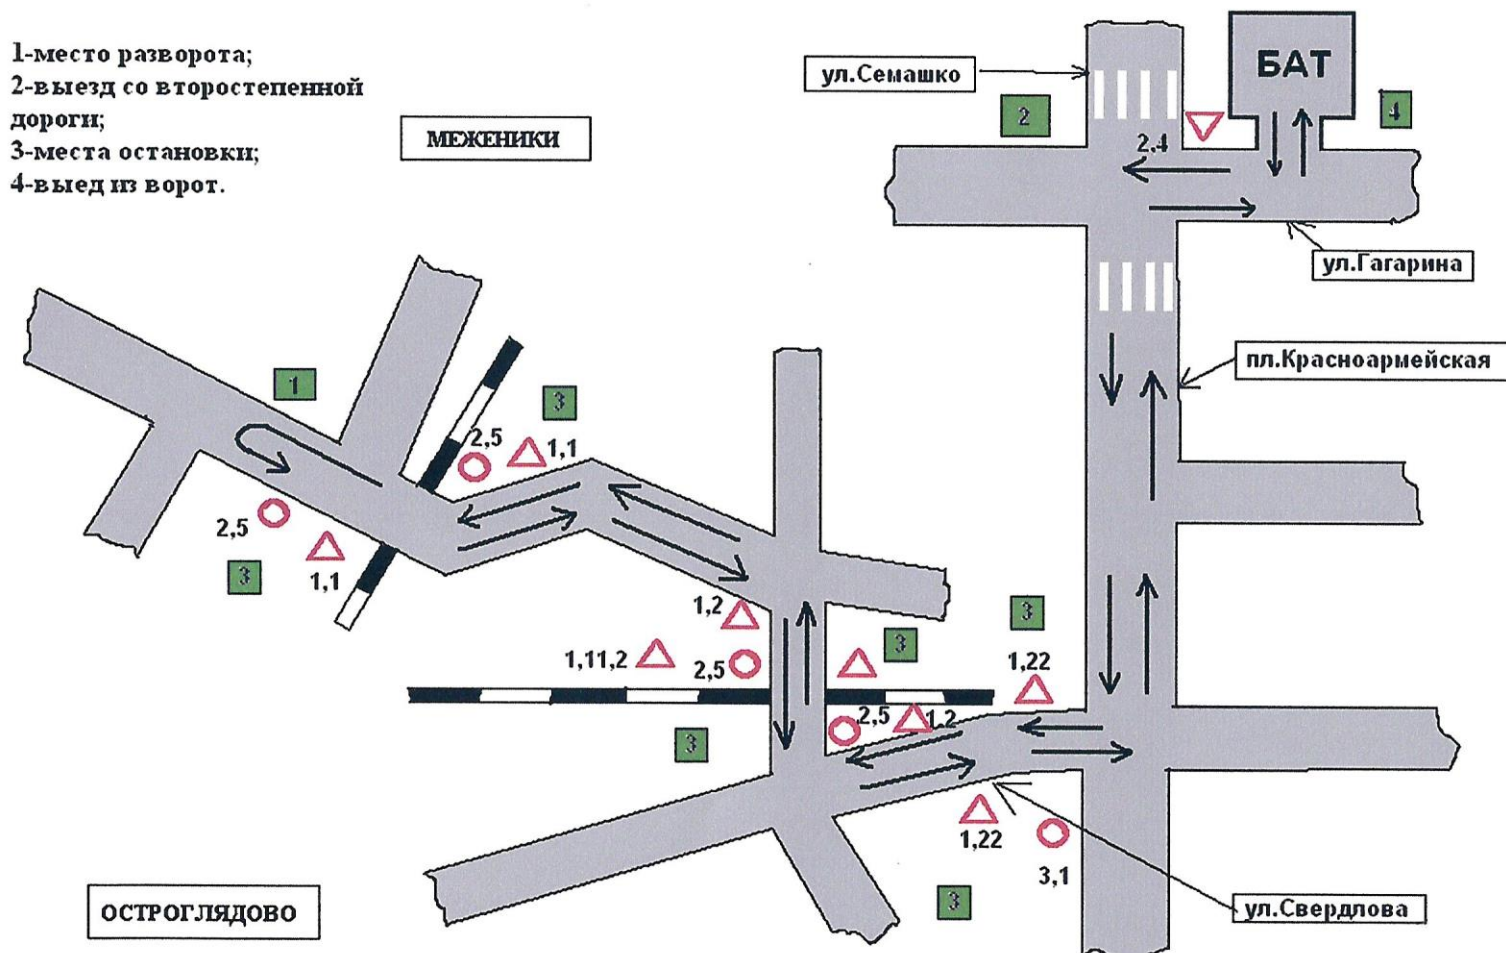 1-место разворота;
2-выезд со второстепенной
дороги;
3-места остановки;
4-выед из ворот.
МЕЖЕНИКИ
ул.Семашко
БАТ
2
4
2,4
ул.Гагарина
пл.Красноармейская
1
3
2,5
1,1
2,5
1,1
3
1,2
1,11,2
2,5
3
3
1,22
2,5
1,2
3
1,22
3,1
3
ул.Свердлова
ОСТРОГЛЯДОВО